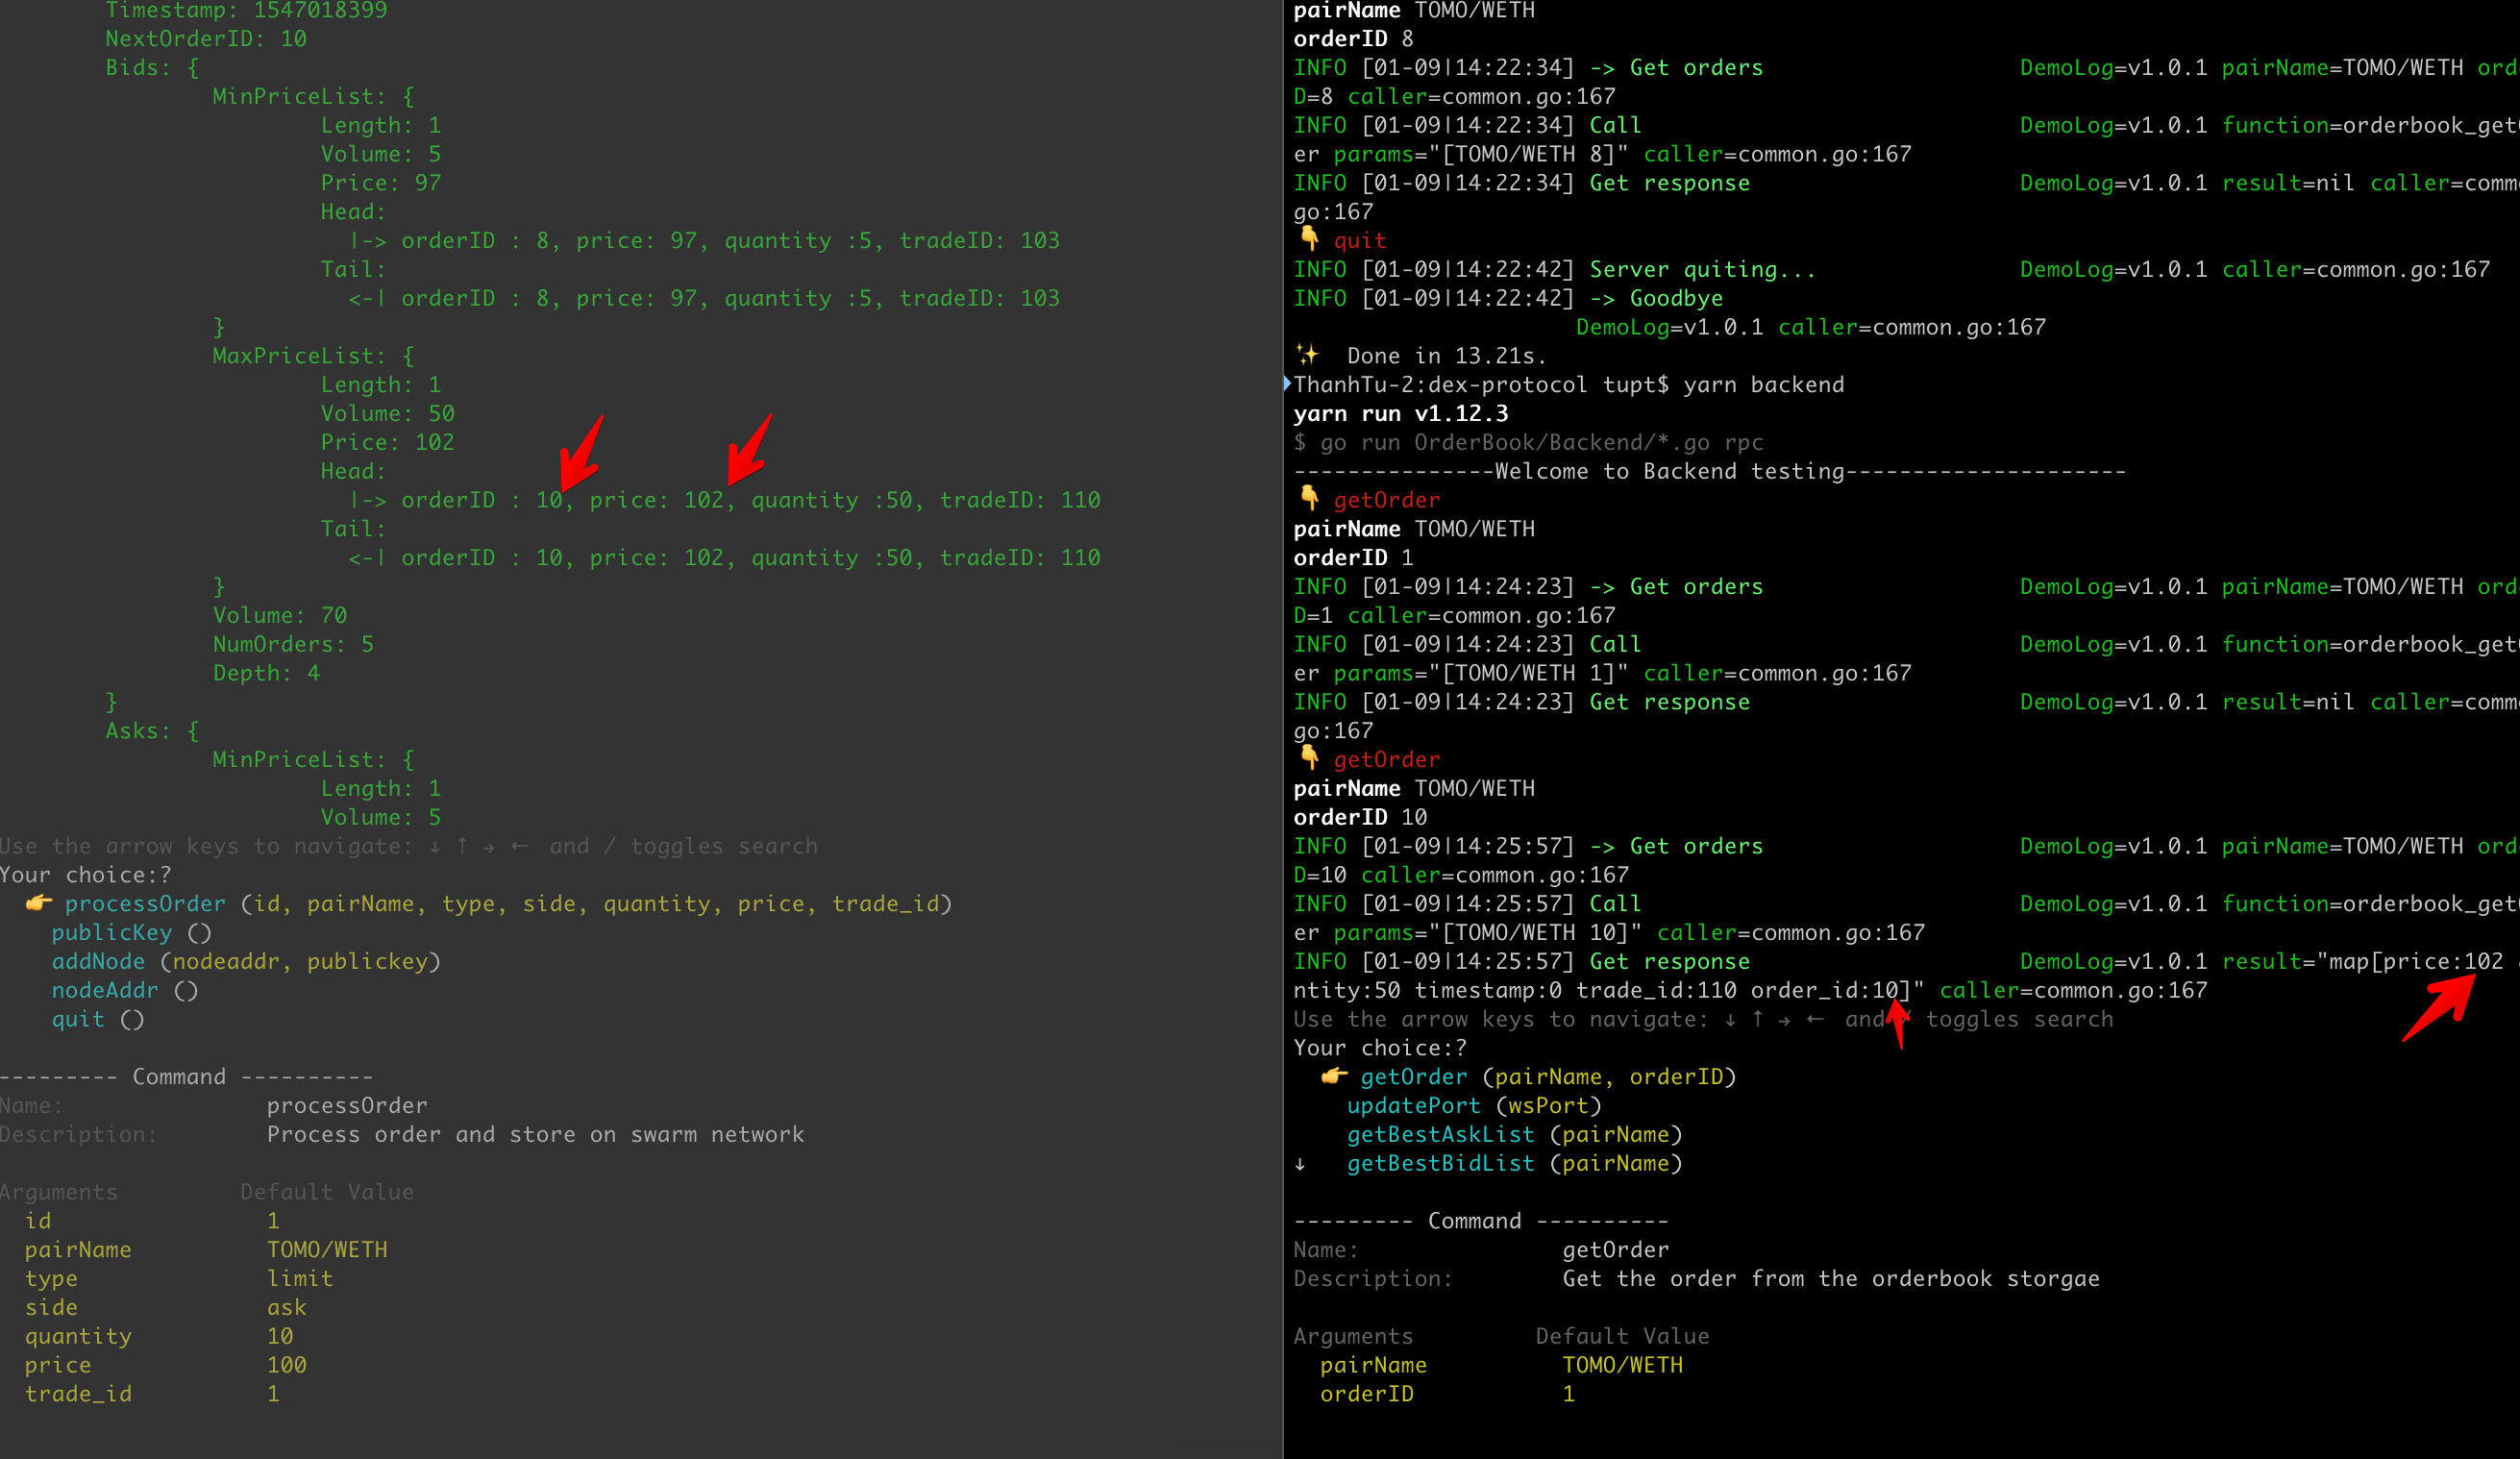 Timestamp: 1547018399
NextOrderID: 10
Bids: {
MinPriceList: {
Length: 1
Volume: 5
Price: 97
Head:
|-> orderID : 8, price: 97, quantity :5, tradeID: 103
Tail:
<-| orderID : 8, price: 97, quantity :5, tradeID: 103
}
MaxPriceList: {
Length: 1
Volume: 50
Price: 102
Head:
|-> orderID : 10, price: 102, quantity :50, tradeID: 110
Tail:
<-| orderID : 10, price: 102, quantity :50, tradeID: 110
}
Volume: 70
NumOrders: 5
Depth: 4
}
Asks: {
MinPriceList: {
Length: 1
Volume: 5
Use the arrow keys to navigate: ↓ ↑ → ← and / toggles search
Your choice:?
👉 processOrder (id, pairName, type, side, quantity, price, trade_id)
publicKey ()
addNode (nodeaddr, publickey)
nodeAddr ()
quit ()
--------- Command ----------
Name: processOrder
Description: Process order and store on swarm network
Arguments Default Value
id 1
pairName TOMO/WETH
type limit
side ask
quantity 10
price 100
trade_id 1
pairName TOMO/WETH
orderID 8
INFO [01-09|14:22:34] -> Get orders DemoLog=v1.0.1 pairName=TOMO/WETH ord
D=8 caller=common.go:167
INFO [01-09|14:22:34] Call DemoLog=v1.0.1 function=orderbook_get
er params="[TOMO/WETH 8]" caller=common.go:167
INFO [01-09|14:22:34] Get response DemoLog=v1.0.1 result=nil caller=comm
go:167
👇 quit
INFO [01-09|14:22:42] Server quiting... DemoLog=v1.0.1 caller=common.go:167
INFO [01-09|14:22:42] -> Goodbye
DemoLog=v1.0.1 caller=common.go:167
✨ Done in 13.21s.
ThanhTu-2:dex-protocol tupt$ yarn backend
yarn run v1.12.3
$ go run OrderBook/Backend/*.go rpc
---------------Welcome to Backend testing---------------------
👇 getOrder
pairName TOMO/WETH
orderID 1
INFO [01-09|14:24:23] -> Get orders DemoLog=v1.0.1 pairName=TOMO/WETH ord
D=1 caller=common.go:167
INFO [01-09|14:24:23] Call DemoLog=v1.0.1 function=orderbook_get
er params="[TOMO/WETH 1]" caller=common.go:167
INFO [01-09|14:24:23] Get response DemoLog=v1.0.1 result=nil caller=comm
go:167
👇 getOrder
pairName TOMO/WETH
orderID 10
INFO [01-09|14:25:57] -> Get orders DemoLog=v1.0.1 pairName=TOMO/WETH ord
D=10 caller=common.go:167
INFO [01-09|14:25:57] Call DemoLog=v1.0.1 function=orderbook_get
er params="[TOMO/WETH 10]" caller=common.go:167
INFO [01-09|14:25:57] Get response DemoLog=v1.0.1 result="map[price:102
ntity:50 timestamp:0 trade_id:110 order_id:10]" caller=common.go:167
Use the arrow keys to navigate: ↓ ↑ → ← and / toggles search
Your choice:?
👉 getOrder (pairName, orderID)
updatePort (wsPort)
getBestAskList (pairName)
↓ getBestBidList (pairName)
--------- Command ----------
Name: getOrder
Description: Get the order from the orderbook storgae
Arguments Default Value
pairName TOMO/WETH
orderID 1